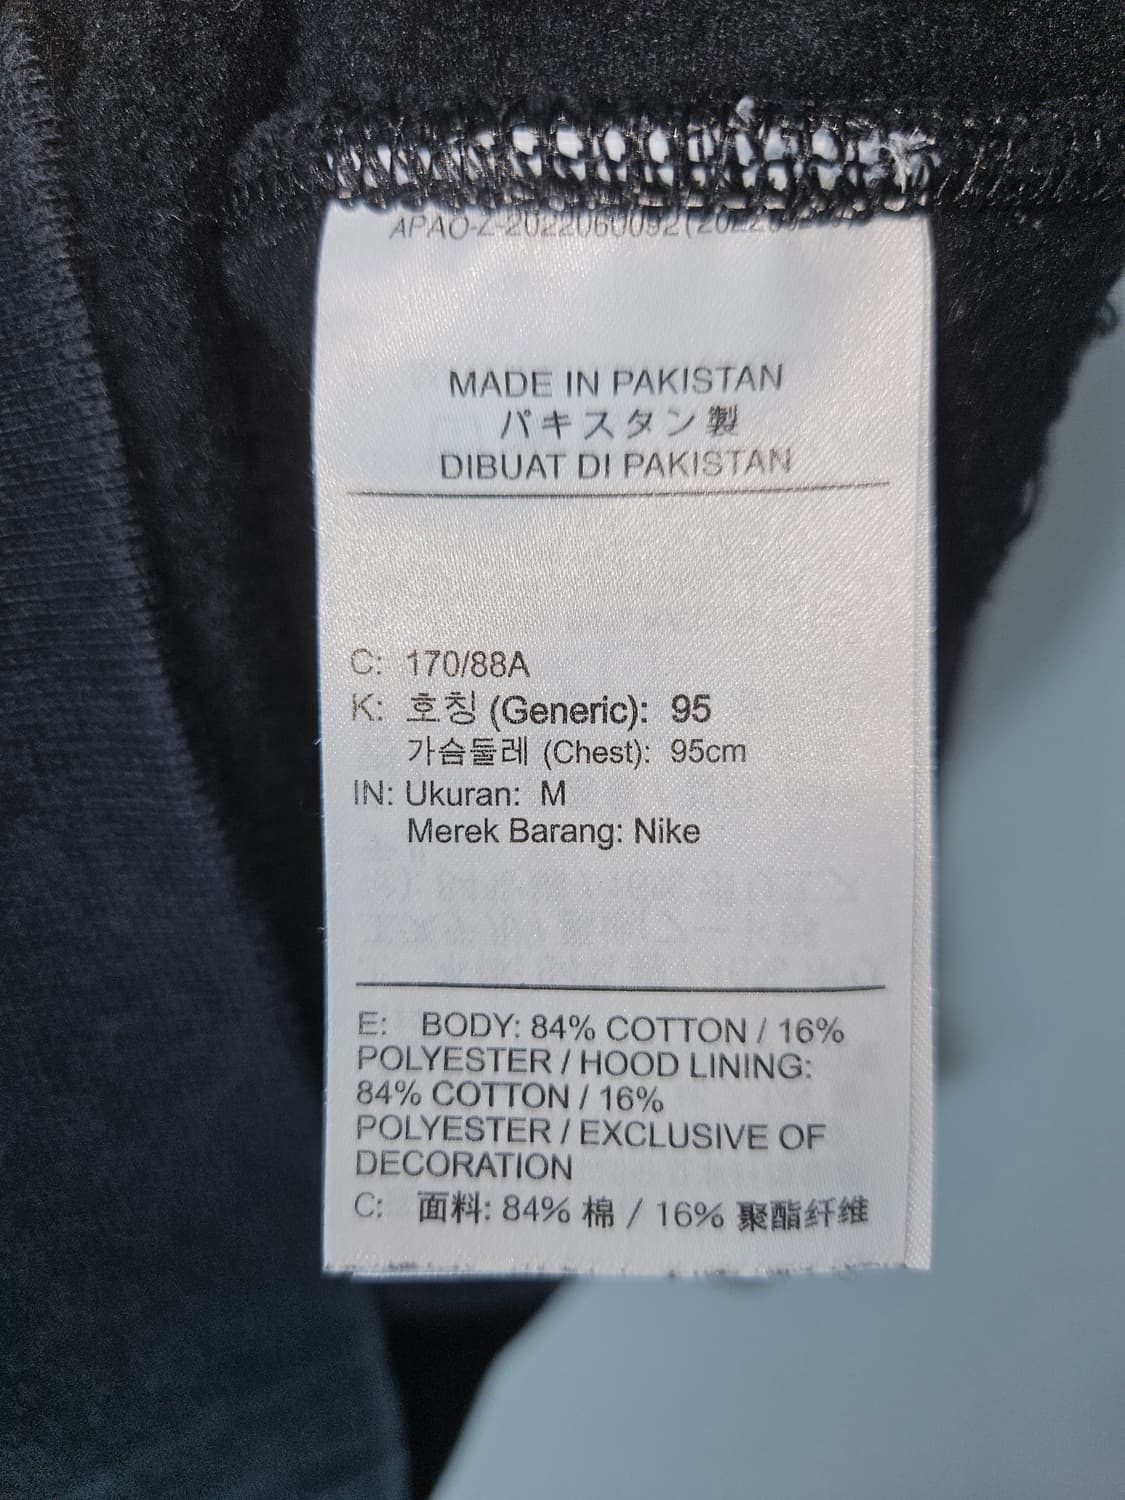 APAO-Z-2022060092
MADE IN PAKISTAN
パキスタン製
DIBUAT DI PAKISTAN
C: 170/88A
K: 호칭 (Generic): 95
가슴둘레 (Chest): 95cm
IN: Ukuran: M
Merek Barang: Nike
E: BODY: 84% COTTON / 16%
POLYESTER / HOOD LINING:
84% COTTON / 16%
POLYESTER / EXCLUSIVE OF
DECORATION
C: 面料: 84% 棉 / 16% 聚酯纤维